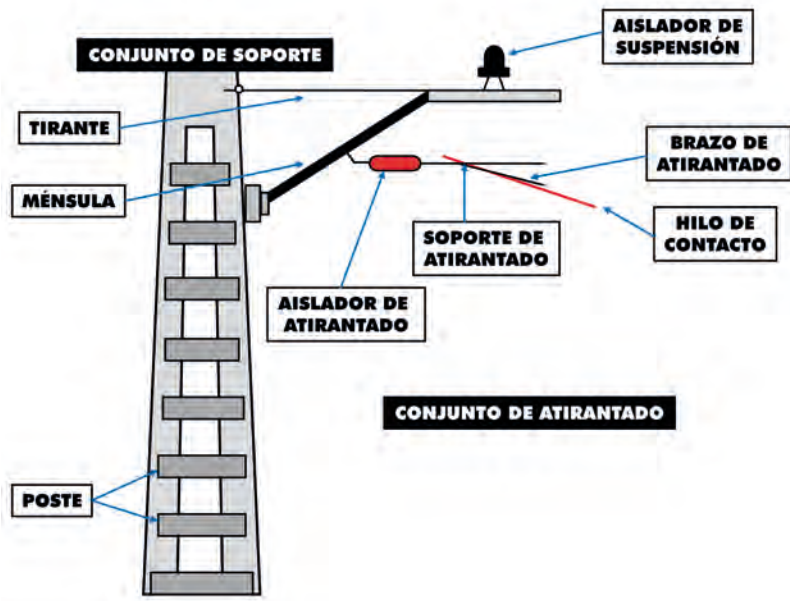 CONJUNTO DE SOPORTE
AISLADOR DE
SUSPENSIÓN
TIRANTE
BRAZO DE
ATIRANTADO
MÉNSULA
SOPORTE DE
ATIRANTADO
HILO DE
CONTACTO
AISLADOR DE
ATIRANTADO
CONJUNTO DE ATIRANTADO
POSTE